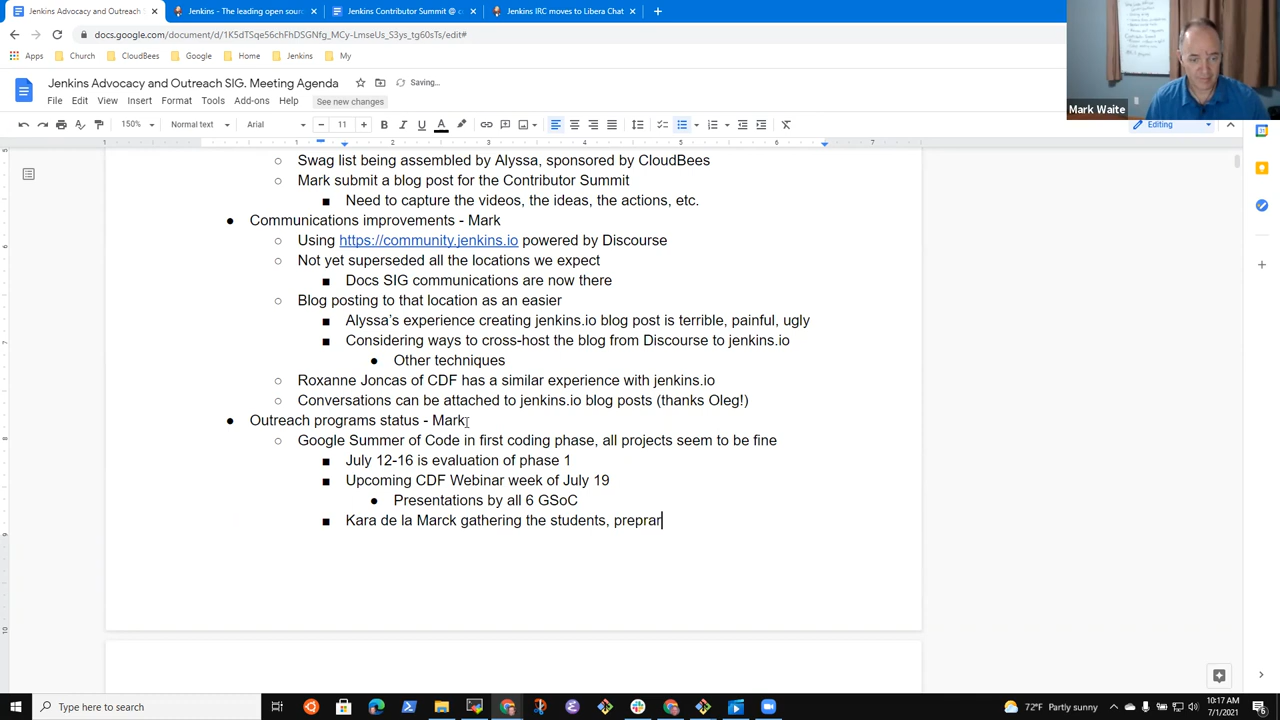 Jenkins Advocacy and Outreach S
Jenkins - The leading open sourc
Jenkins Contributor Summit @ c
Jenkins IRC moves to Libera Chat
docs.google.com/document/d/
Apps Church CloudBees Google Home Jenkins My
Jenkins Advocacy and Outreach SIG. Meeting Agenda Saving...
File Edit View Insert Format Tools Add-ons Help See new changes
Mark Waite
150% Normal text Arial 11 B I U A Editing
1 1 2 3 4 5 6 7
○ Swag list being assembled by Alyssa, sponsored by CloudBees
○ Mark submit a blog post for the Contributor Summit
■ Need to capture the videos, the ideas, the actions, etc.
● Communications improvements - Mark
○ Using https://community.jenkins.io powered by Discourse
○ Not yet superseded all the locations we expect
■ Docs SIG communications are now there
○ Blog posting to that location as an easier
■ Alyssa's experience creating jenkins.io blog post is terrible, painful, ugly
■ Considering ways to cross-host the blog from Discourse to jenkins.io
● Other techniques
○ Roxanne Joncas of CDF has a similar experience with jenkins.io
○ Conversations can be attached to jenkins.io blog posts (thanks Oleg!)
● Outreach programs status - Mark
○ Google Summer of Code in first coding phase, all projects seem to be fine
■ July 12-16 is evaluation of phase 1
■ Upcoming CDF Webinar week of July 19
● Presentations by all 6 GSoC
■ Kara de la Marck gathering the students, preprar
Type here to search
72°F Partly sunny
10:17 AM
7/1/2021